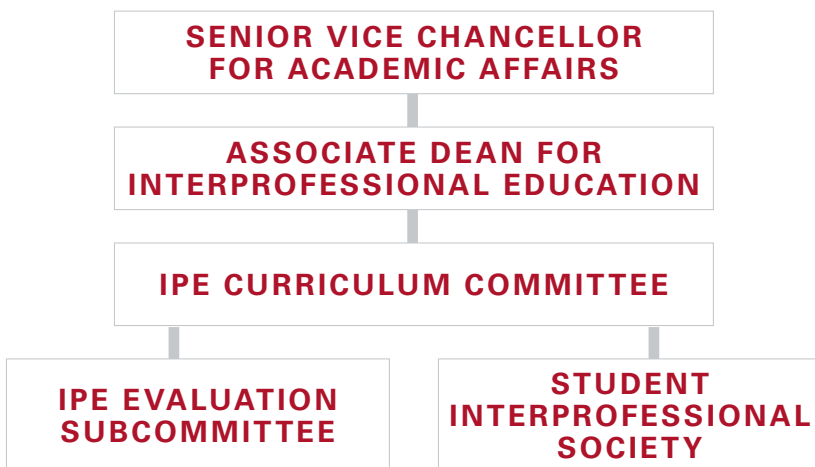 SENIOR VICE CHANCELLOR
FOR ACADEMIC AFFAIRS
ASSOCIATE DEAN FOR
INTERPROFESSIONAL EDUCATION
IPE CURRICULUM COMMITTEE
IPE EVALUATION
SUBCOMMITTEE
STUDENT
INTERPROFESSIONAL
SOCIETY